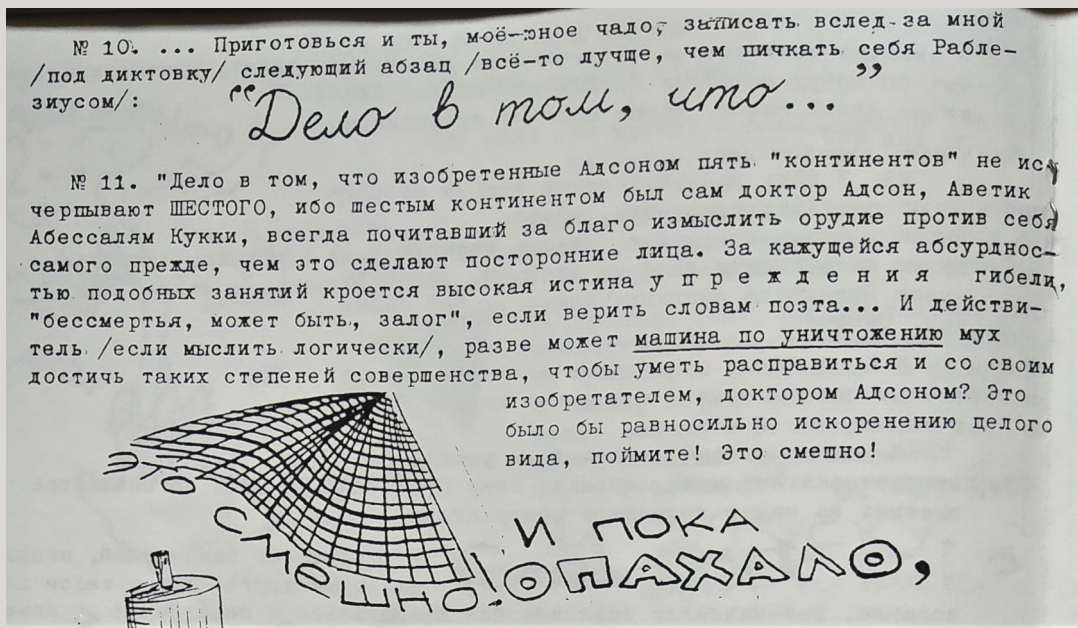 № 10. ... Приготовься и ты, моё-юное чадо, записать вслед за мной
/под диктовку/ следующий абзац /всё-то лучше, чем пичкать себя Рабле-
зиусом/:
"Дело в том, что..."
№ 11. "Дело в том, что изобретенные Адсоном пять "континентов" не ис-
черпывают ШЕСТОГО, ибо шестым континентом был сам доктор Адсон, Аветик
Абессалям Кукки, всегда почитавший за благо измыслить орудие против себя
самого прежде, чем это сделают посторонние лица. За кажущейся абсурднос-
тью подобных занятий кроется высокая истина у п р е ж д е н и я гибели,
"бессмертья, может быть, залог", если верить словам поэта... И действи-
тель /если мыслить логически/, разве может машина по уничтожению мух
достичь таких степеней совершенства, чтобы уметь расправиться и со своим
изобретателем, доктором Адсоном? Это
было бы равносильно искоренению целого
вида, поймите! Это смешно!
Это
смешно!
И ПОКА
ОПАХАЛО,